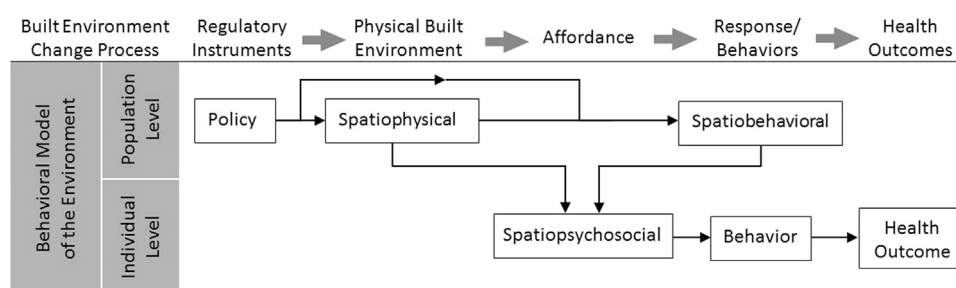 Built Environment
Change Process
Regulatory
Instruments
Physical Built
Environment
Affordance
Response/
Behaviors
Health
Outcomes
Behavioral Model
of the Environment
Population
Level
Individual
Level
Policy
Spatiophysical
Spatiobehavioral
Spatiopsychosocial
Behavior
Health
Outcome